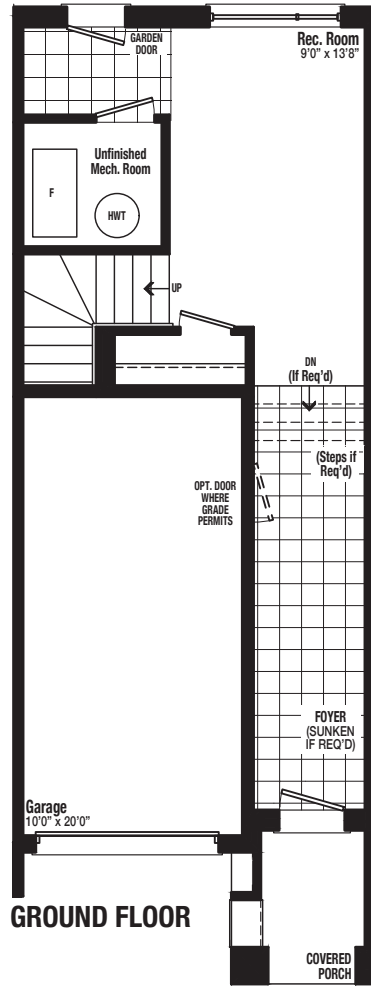 GARDEN
DOOR
Rec. Room
9'0" x 13'8"
Unfinished
Mech. Room
F
HWT
UP
DN
(If Req'd)
(Steps if
Req'd)
OPT. DOOR
WHERE
GRADE
PERMITS
FOYER
(SUNKEN
IF REQ'D)
Garage
10'0" x 20'0"
GROUND FLOOR
COVERED
PORCH